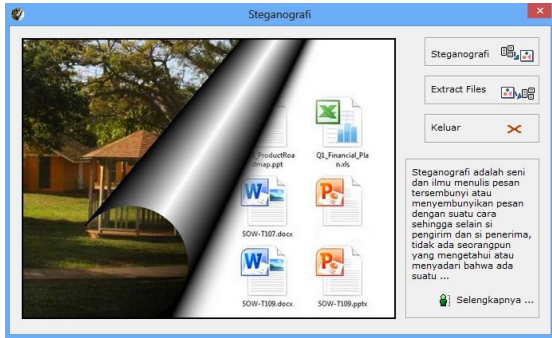 Steganografi
Steganografi
Extract Files
Keluar
ProductRoa
dmap.ppt
Q1_Financial_Pla
n.xls
SOW-T107.docx
SOW-T109.docx
SOW-T109.pptx
Steganografi adalah seni
dan ilmu menulis pesan
tersembunyi atau
menyembunyikan pesan
dengan suatu cara
sehingga selain si
pengirim dan si penerima,
tidak ada seorangpun
yang mengetahui atau
menyadari bahwa ada
suatu ...
Selengkapnya ...